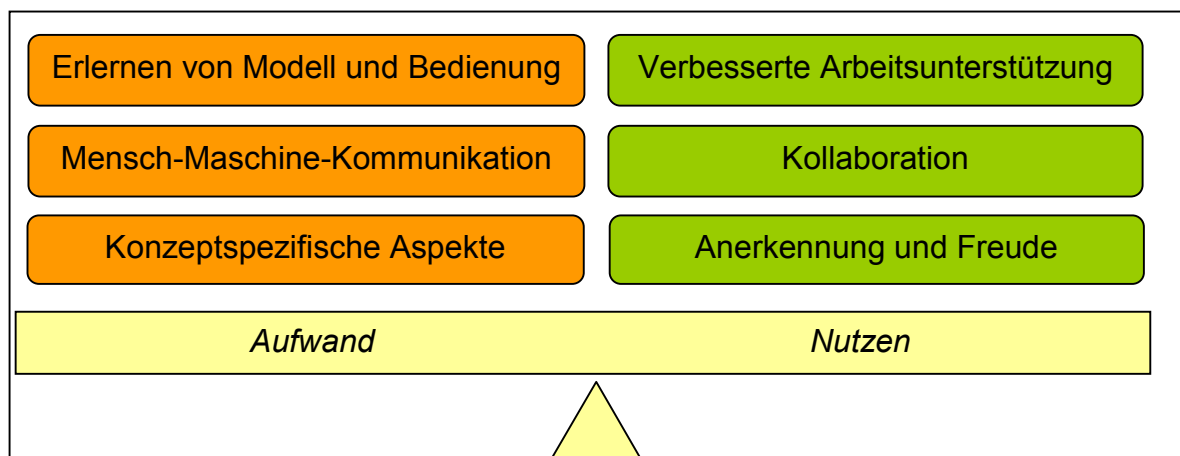 Erlernen von Modell und Bedienung
Verbesserte Arbeitsunterstützung
Mensch-Maschine-Kommunikation
Kollaboration
Konzeptspezifische Aspekte
Anerkennung und Freude
Aufwand
Nutzen